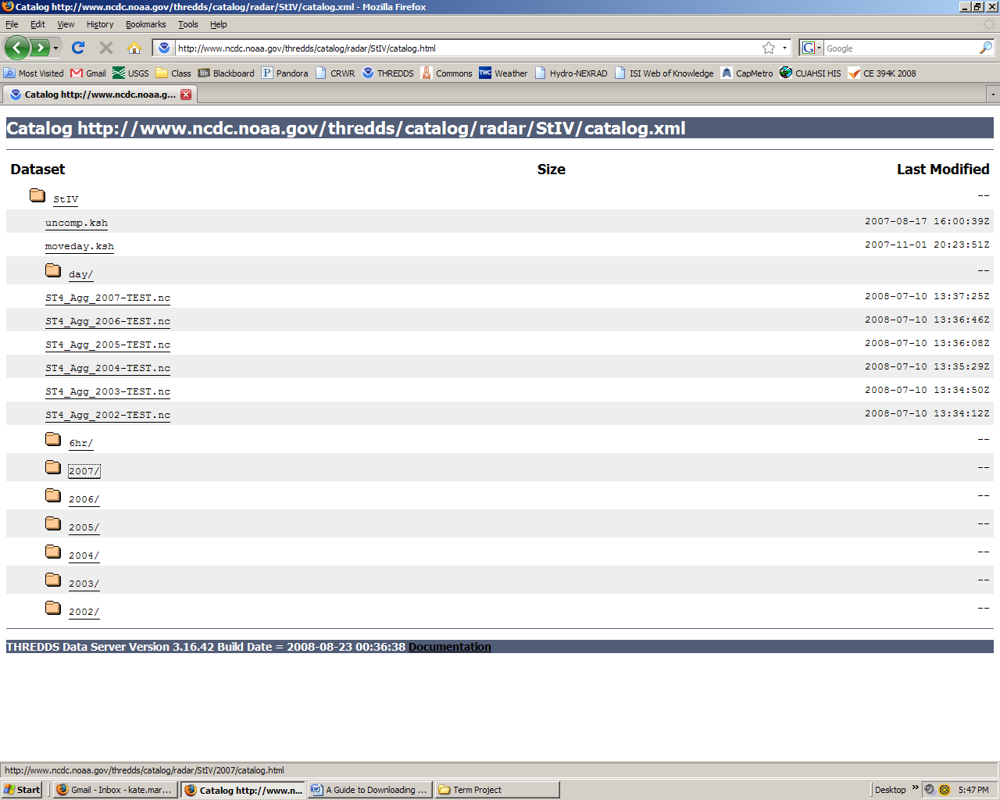 Catalog http://www.ncdc.noaa.gov/thredds/catalog/radar/StIV/catalog.xml - Mozilla Firefox
File Edit View History Bookmarks Tools Help
http://www.ncdc.noaa.gov/thredds/catalog/radar/StIV/catalog.html G Google
Most Visited Gmail USGS Class Bb Blackboard P Pandora CRWR THREDDS Commons TWC Weather Hydro-NEXRAD ISI Web of Knowledge CapMetro CUAHSI HIS CE 394K 2008
Catalog http://www.ncdc.noaa.g...
Catalog http://www.ncdc.noaa.gov/thredds/catalog/radar/StIV/catalog.xml
Dataset Size Last Modified
StIV --
uncomp.ksh 2007-08-17 16:00:39Z
moveday.ksh 2007-11-01 20:23:51Z
day/ --
ST4_Agg_2007-TEST.nc 2008-07-10 13:37:25Z
ST4_Agg_2006-TEST.nc 2008-07-10 13:36:46Z
ST4_Agg_2005-TEST.nc 2008-07-10 13:36:08Z
ST4_Agg_2004-TEST.nc 2008-07-10 13:35:29Z
ST4_Agg_2003-TEST.nc 2008-07-10 13:34:50Z
ST4_Agg_2002-TEST.nc 2008-07-10 13:34:12Z
6hr/ --
2007/ --
2006/ --
2005/ --
2004/ --
2003/ --
2002/ --
THREDDS Data Server Version 3.16.42 Build Date = 2008-08-23 00:36:38 Documentation
http://www.ncdc.noaa.gov/thredds/catalog/radar/StIV/2007/catalog.html
Start Gmail - Inbox - kate.mar... Catalog http://www.n... A Guide to Downloading ... Term Project Desktop » 5:47 PM